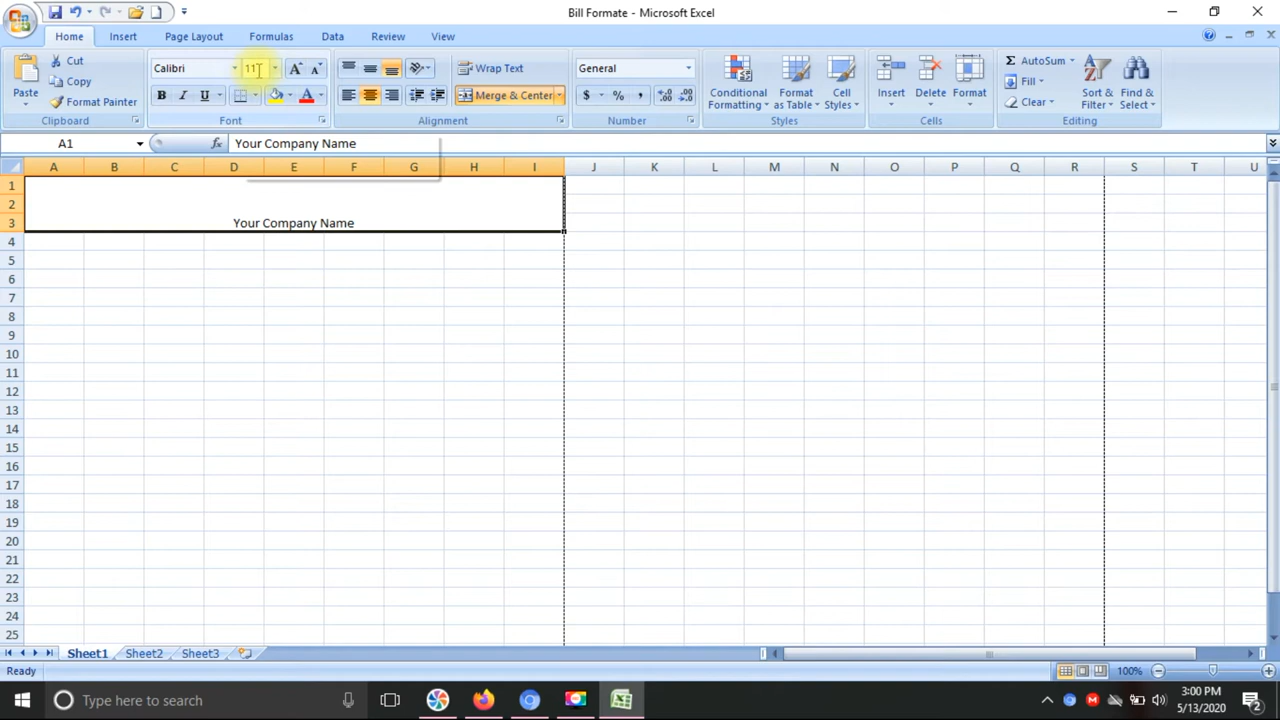 Bill Formate - Microsoft Excel
Home Insert Page Layout Formulas Data Review View
Paste
Cut
Copy
Format Painter
Clipboard
Calibri 11
B I U
Font
Wrap Text
Merge & Center
Alignment
General
$ % ,
Number
Conditional Formatting
Format as Table
Cell Styles
Styles
Insert Delete Format
Cells
Σ AutoSum
Fill
Clear
Sort & Filter
Find & Select
Editing
A1 fx Your Company Name
A B C D E F G H I J K L M N O P Q R S T U
1
2
3 Your Company Name
4
5
6
7
8
9
10
11
12
13
14
15
16
17
18
19
20
21
22
23
24
25
Sheet1 Sheet2 Sheet3
Ready 100%
Type here to search
3:00 PM
5/13/2020
2